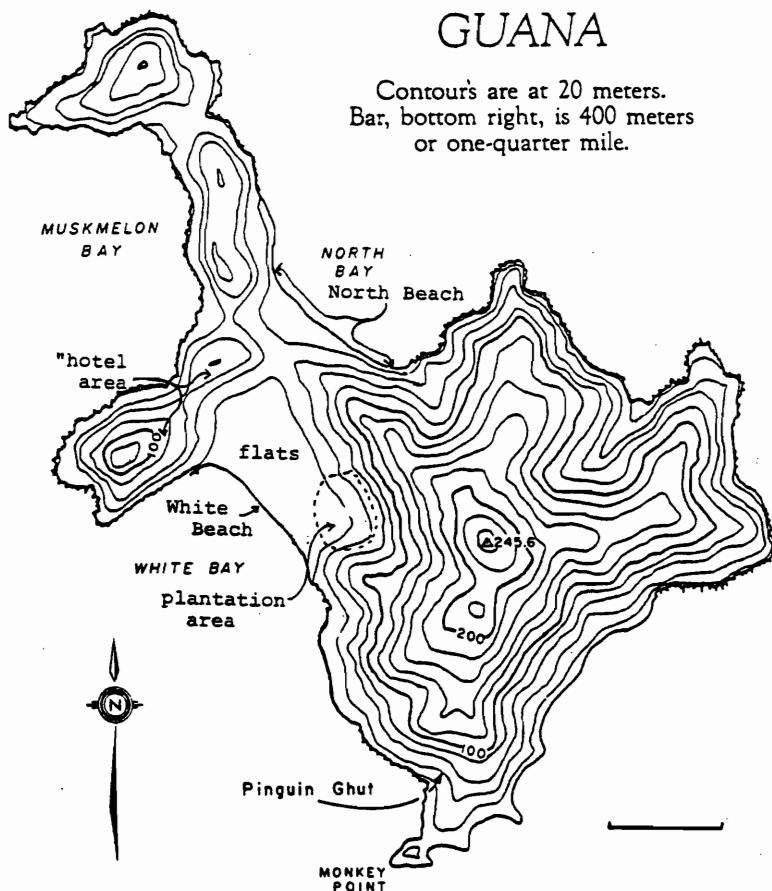 GUANA
Contour's are at 20 meters.
Bar, bottom right, is 400 meters
or one-quarter mile.
MUSKMELON
BAY
NORTH
BAY
North Beach
"hotel
area
100
flats
White
Beach
WHITE BAY
plantation
area
245.6
200
100
N
Pinguin Ghut
MONKEY
POINT